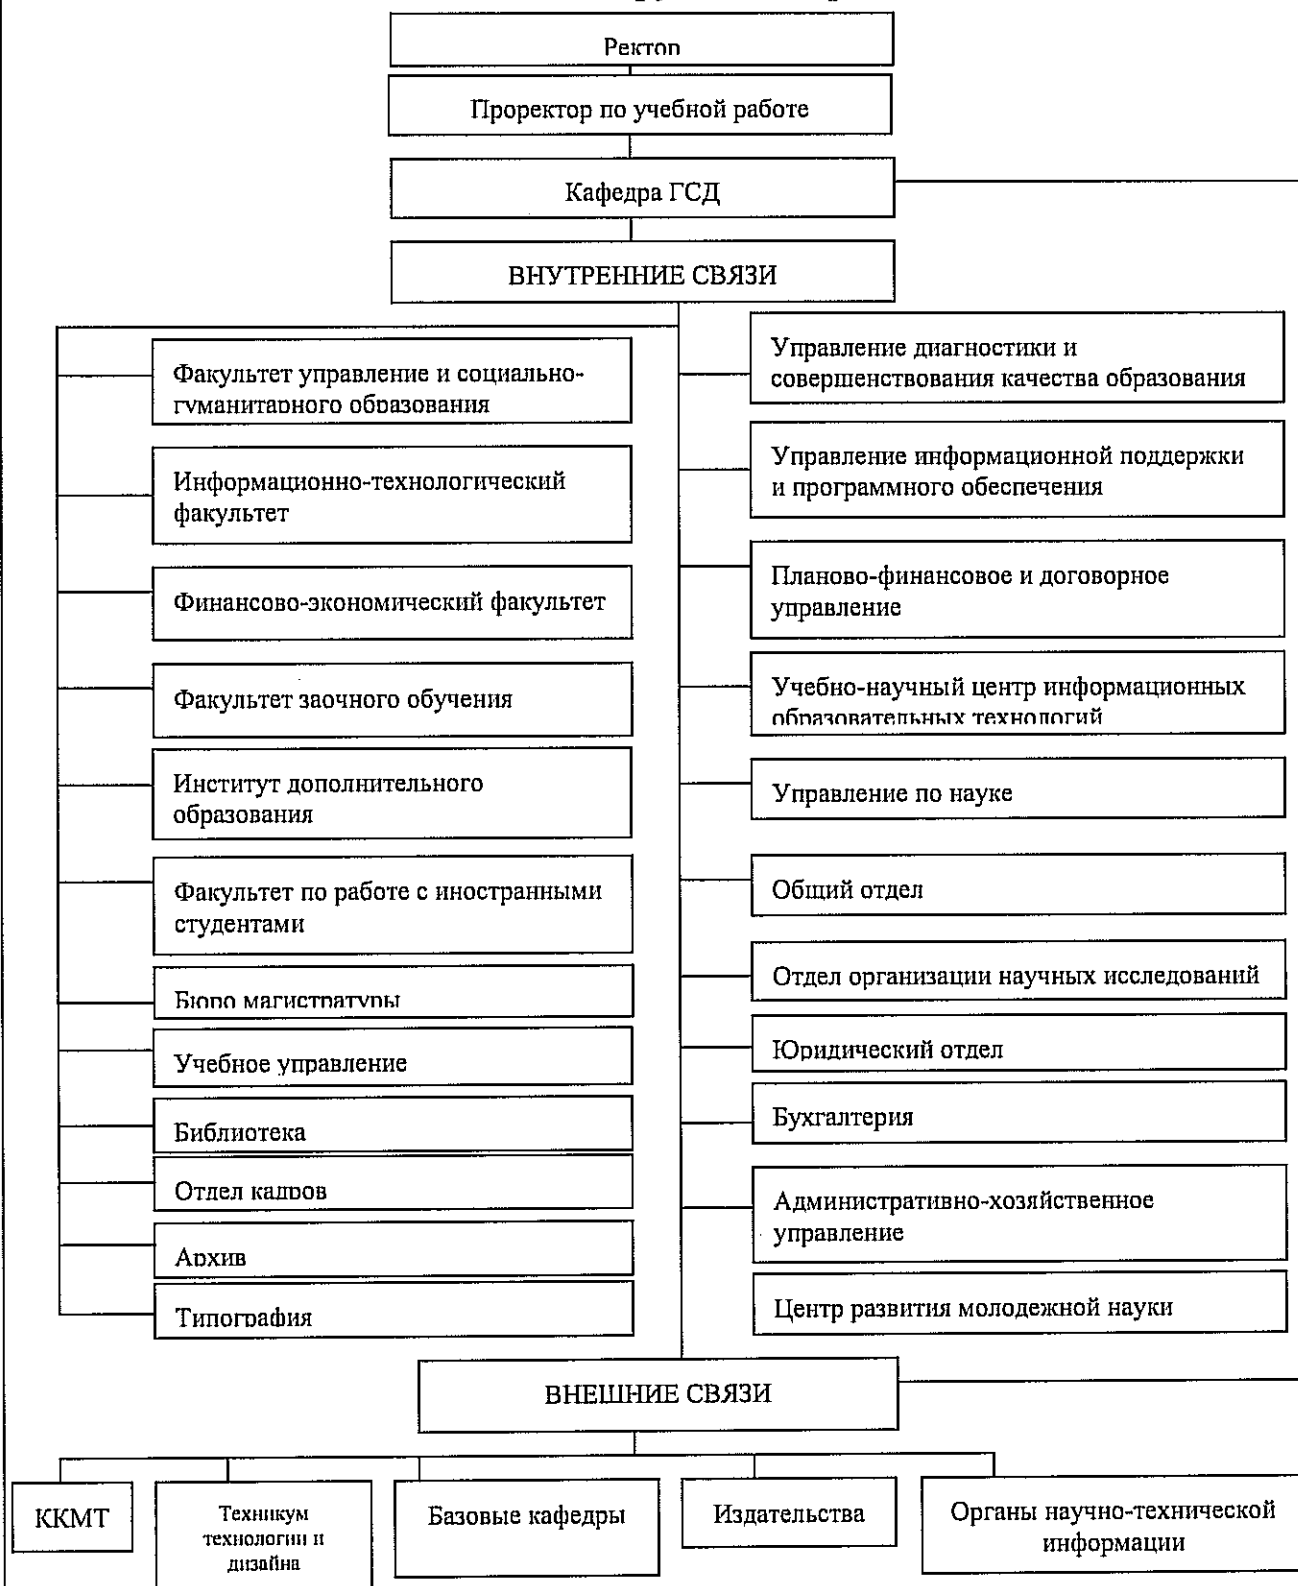 Ректор
Проректор по учебной работе
Кафедра ГСД
ВНУТРЕННИЕ СВЯЗИ
Факультет управление и социально-
гуманитарного образования
Информационно-технологический
факультет
Финансово-экономический факультет
Факультет заочного обучения
Институт дополнительного
образования
Факультет по работе с иностранными
студентами
Бюро магистратуры
Учебное управление
Библиотека
Отдел кадров
Архив
Типография
Управление диагностики и
совершенствования качества образования
Управление информационной поддержки
и программного обеспечения
Планово-финансовое и договорное
управление
Учебно-научный центр информационных
образовательных технологий
Управление по науке
Общий отдел
Отдел организации научных исследований
Юридический отдел
Бухгалтерия
Административно-хозяйственное
управление
Центр развития молодежной науки
ВНЕШНИЕ СВЯЗИ
ККМТ
Техникум
технологии и
дизайна
Базовые кафедры
Издательства
Органы научно-технической
информации